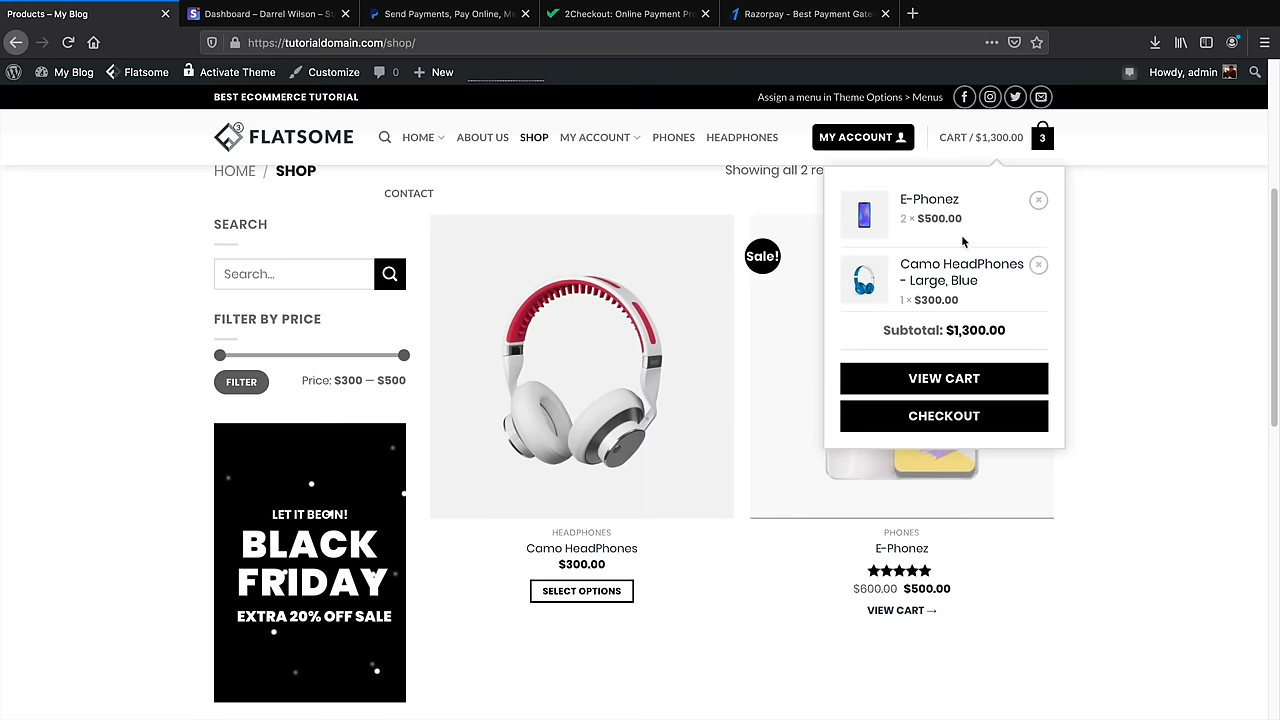 Products – My Blog
Dashboard – Darrel Wilson – S
Send Payments, Pay Online, M
2Checkout: Online Payment Pr
Razorpay - Best Payment Gate
https://tutorialdomain.com/shop/
My Blog
Flatsome
Activate Theme
Customize
0
New
Howdy, admin
BEST ECOMMERCE TUTORIAL
Assign a menu in Theme Options > Menus
3
FLATSOME
HOME
ABOUT US
SHOP
MY ACCOUNT
PHONES
HEADPHONES
MY ACCOUNT
CART / $1,300.00
3
CONTACT
HOME / SHOP
Showing all 2 re
E-Phonez
2 × $500.00
Camo HeadPhones
- Large, Blue
1 × $300.00
Subtotal: $1,300.00
VIEW CART
CHECKOUT
SEARCH
Search...
FILTER BY PRICE
FILTER
Price: $300 — $500
LET IT BEGIN!
BLACK
FRIDAY
EXTRA 20% OFF SALE
HEADPHONES
Camo HeadPhones
$300.00
SELECT OPTIONS
Sale!
PHONES
E-Phonez
$600.00 $500.00
VIEW CART →